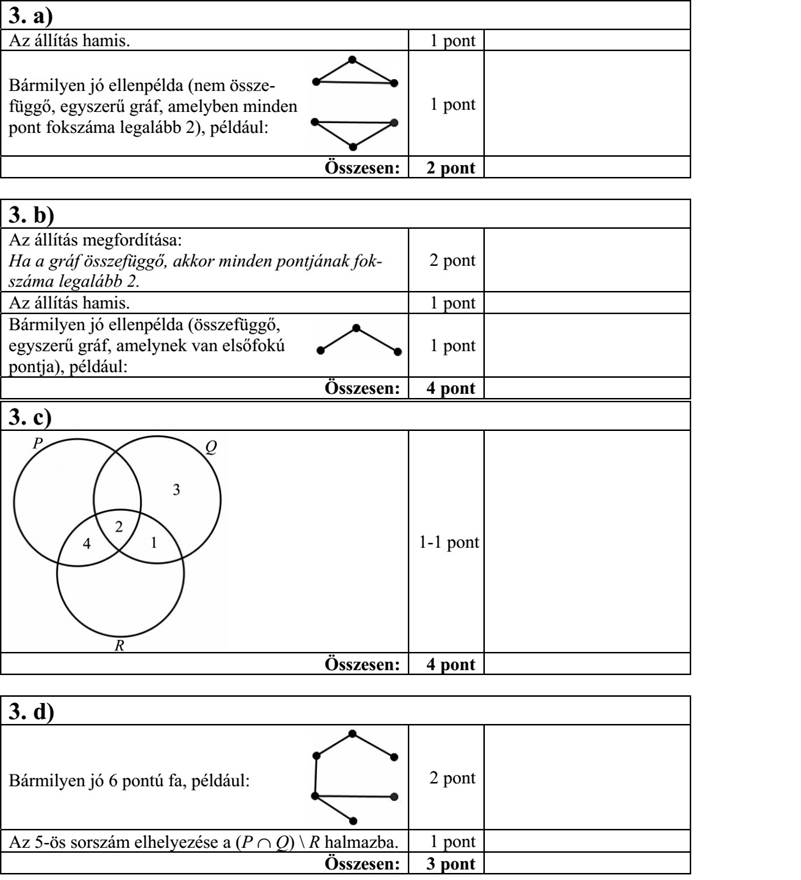 3. a)
Az állítás hamis. 1 pont
Bármilyen jó ellenpélda (nem össze-
függő, egyszerű gráf, amelyben minden
pont fokszáma legalább 2), például: 1 pont
Összesen: 2 pont
3. b)
Az állítás megfordítása:
Ha a gráf összefüggő, akkor minden pontjának fok-
száma legalább 2. 2 pont
Az állítás hamis. 1 pont
Bármilyen jó ellenpélda (összefüggő,
egyszerű gráf, amelynek van elsőfokú
pontja), például: 1 pont
Összesen: 4 pont
3. c)
P
Q
3
2
4 1
1-1 pont
R
Összesen: 4 pont
3. d)
Bármilyen jó 6 pontú fa, például: 2 pont
Az 5-ös sorszám elhelyezése a (P ∩ Q) \ R halmazba. 1 pont
Összesen: 3 pont